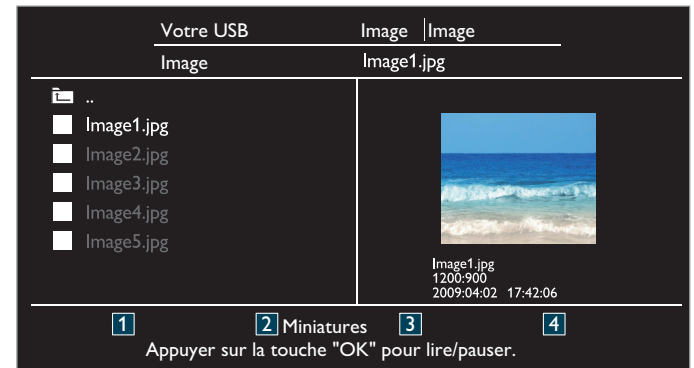 Votre USB Image Image
Image Image1.jpg
..
Image1.jpg
Image2.jpg
Image3.jpg
Image4.jpg
Image5.jpg
Image1.jpg
1200:900
2009:04:02 17:42:06
1 2 Miniatures 3 4
Appuyer sur la touche "OK" pour lire/pauser.